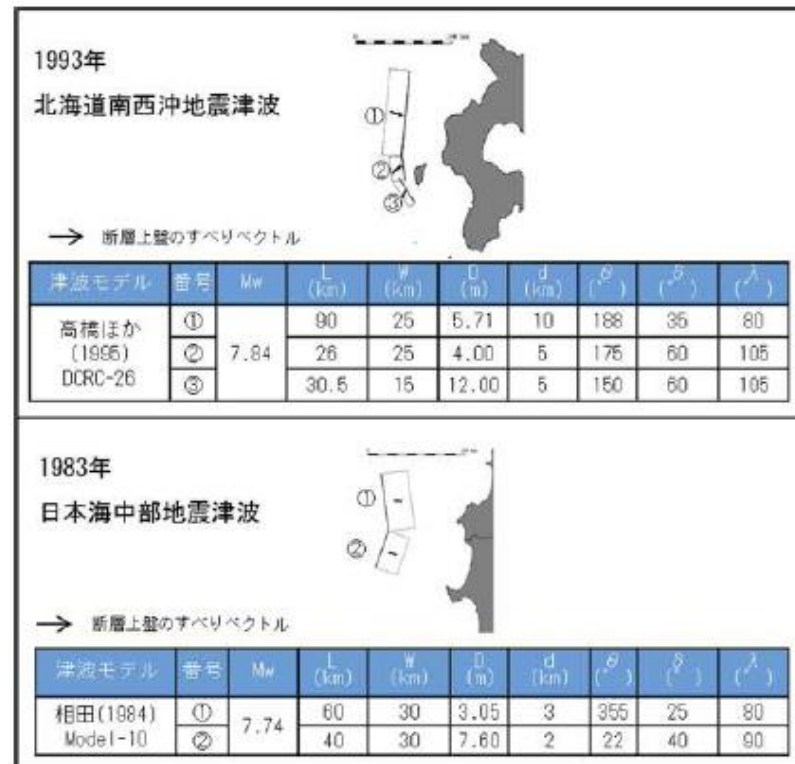 1993年
北海道南西沖地震津波
①
②
③
→ 断層上盤のすべりベクトル
津波モデル 番号 Mw L (km) W (km) D (m) d (km) θ (°) δ (°) λ (°)
高橋ほか (1995) DCRC-26 ① 7.84 90 25 5.71 10 188 35 80
② 26 25 4.00 5 175 60 105
③ 30.5 15 12.00 5 150 60 105
1983年
日本海中部地震津波
①
②
→ 断層上盤のすべりベクトル
津波モデル 番号 Mw L (km) W (km) D (m) d (km) θ (°) δ (°) λ (°)
相田(1984) Model-10 ① 7.74 60 30 3.05 3 355 25 80
② 40 30 7.60 2 22 40 90